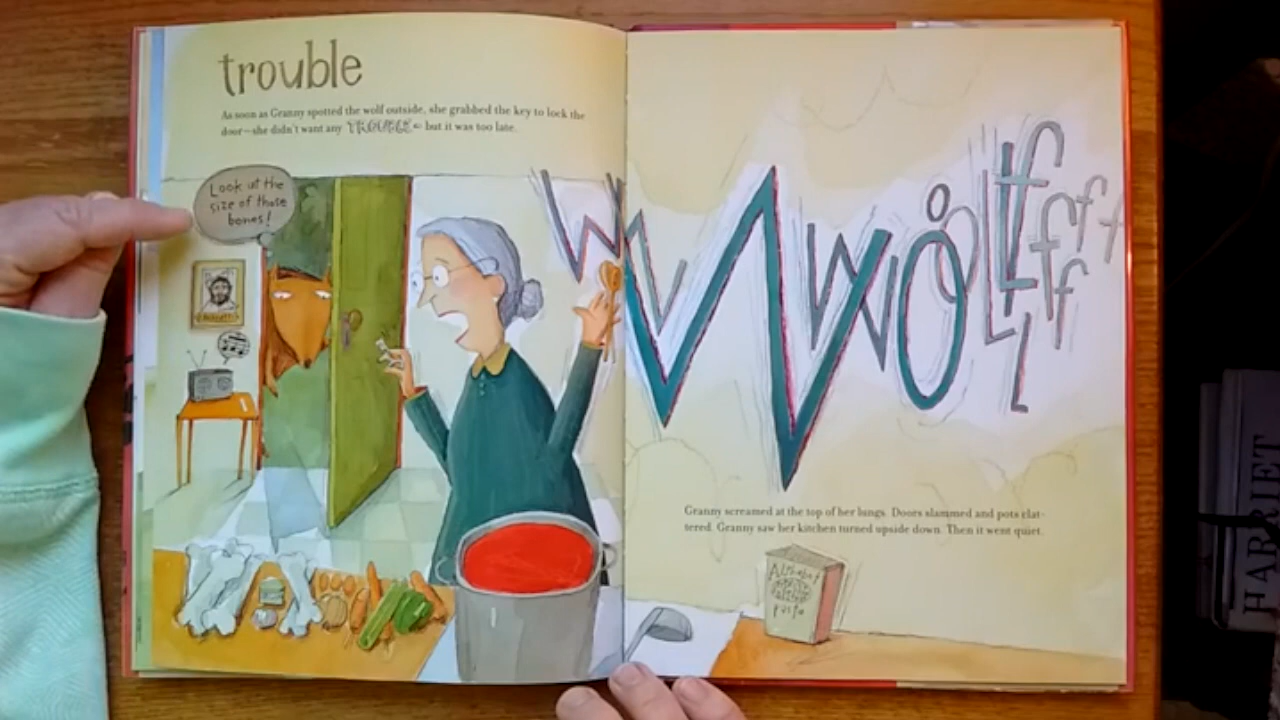 trouble
As soon as Granny spotted the wolf outside, she grabbed the key to lock the
door—she didn't want any TROUBLE— but it was too late.
Look at the
size of those
bones!
WOLF
Granny screamed at the top of her lungs. Doors slammed and pots clat-
tered. Granny saw her kitchen turned upside down. Then it went quiet.
Alphabet
pasta
HARRIET